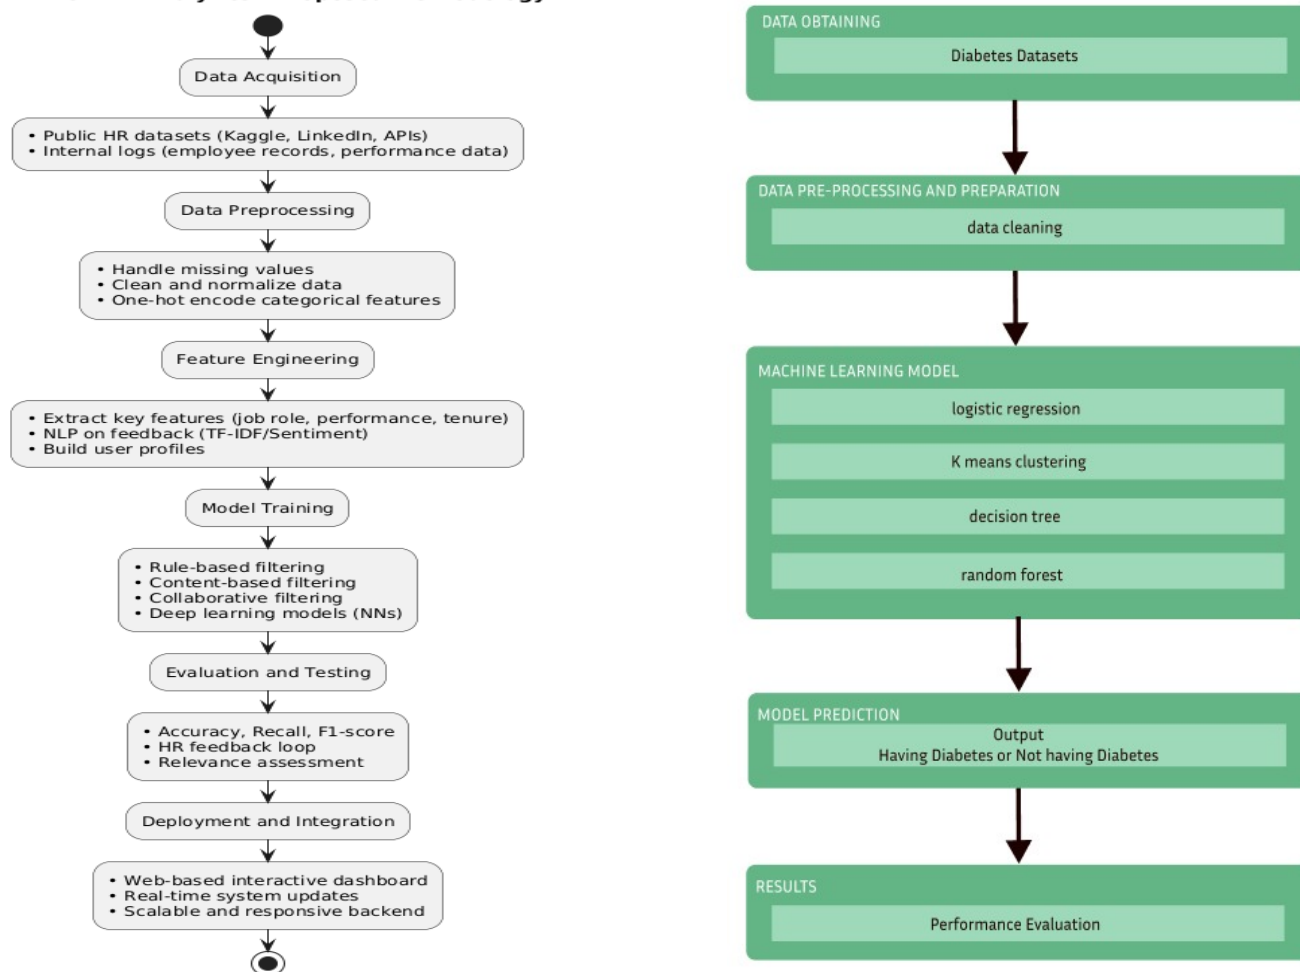 Data Acquisition
• Public HR datasets (Kaggle, LinkedIn, APIs)
• Internal logs (employee records, performance data)
Data Preprocessing
• Handle missing values
• Clean and normalize data
• One-hot encode categorical features
Feature Engineering
• Extract key features (job role, performance, tenure)
• NLP on feedback (TF-IDF/Sentiment)
• Build user profiles
Model Training
• Rule-based filtering
• Content-based filtering
• Collaborative filtering
• Deep learning models (NNs)
Evaluation and Testing
• Accuracy, Recall, F1-score
• HR feedback loop
• Relevance assessment
Deployment and Integration
• Web-based interactive dashboard
• Real-time system updates
• Scalable and responsive backend
DATA OBTAINING
Diabetes Datasets
DATA PRE-PROCESSING AND PREPARATION
data cleaning
MACHINE LEARNING MODEL
logistic regression
K means clustering
decision tree
random forest
MODEL PREDICTION
Output
Having Diabetes or Not having Diabetes
RESULTS
Performance Evaluation